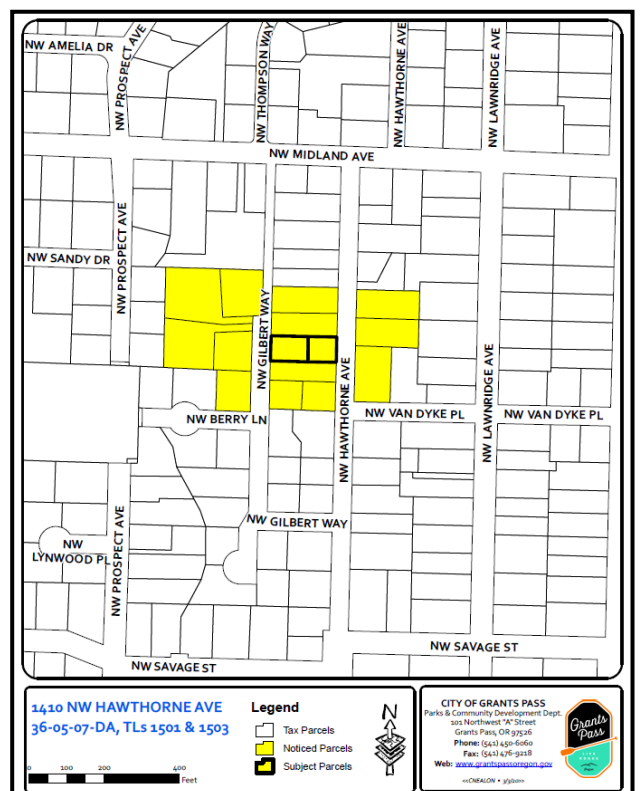 NW AMELIA DR
NW PROSPECT AVE
NW THOMPSON WAY
NW HAWTHORNE AVE
NW LAWNRIDGE AVE
NW MIDLAND AVE
NW SANDY DR
NW PROSPECT AVE
NW GILBERT WAY
NW HAWTHORNE AVE
NW LAWNRIDGE AVE
NW BERRY LN
NW VAN DYKE PL
NW VAN DYKE PL
NW GILBERT WAY
NW
LYNWOOD PL
NW PROSPECT AVE
NW SAVAGE ST
NW SAVAGE ST
1410 NW HAWTHORNE AVE
36-05-07-DA, TLs 1501 & 1503
0 100 200 400
Feet
Legend
Tax Parcels
Noticed Parcels
Subject Parcels
N
CITY OF GRANTS PASS
Parks & Community Development Dept.
101 Northwest "A" Street
Grants Pass, OR 97526
Phone: (541) 450-6060
Fax: (541) 476-9218
Web: www.grantspassoregon.gov
Grants
Pass